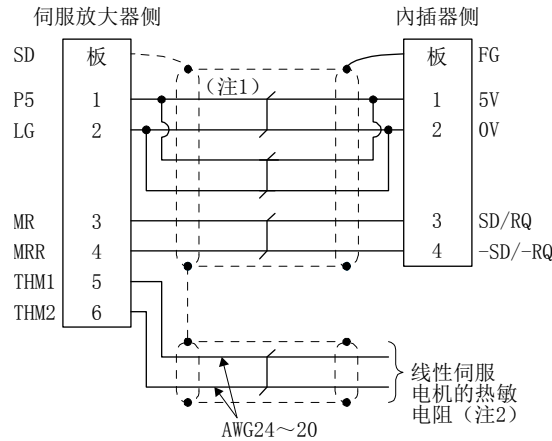 伺服放大器侧 內插器侧
SD 板 板 FG
P5 1 (注1) 1 5V
LG 2 2 0V
MR 3 3 SD/RQ
MRR 4 4 -SD/-RQ
THM1 5
THM2 6
线性伺服
电机的热敏
电阻（注2）
AWG24～20